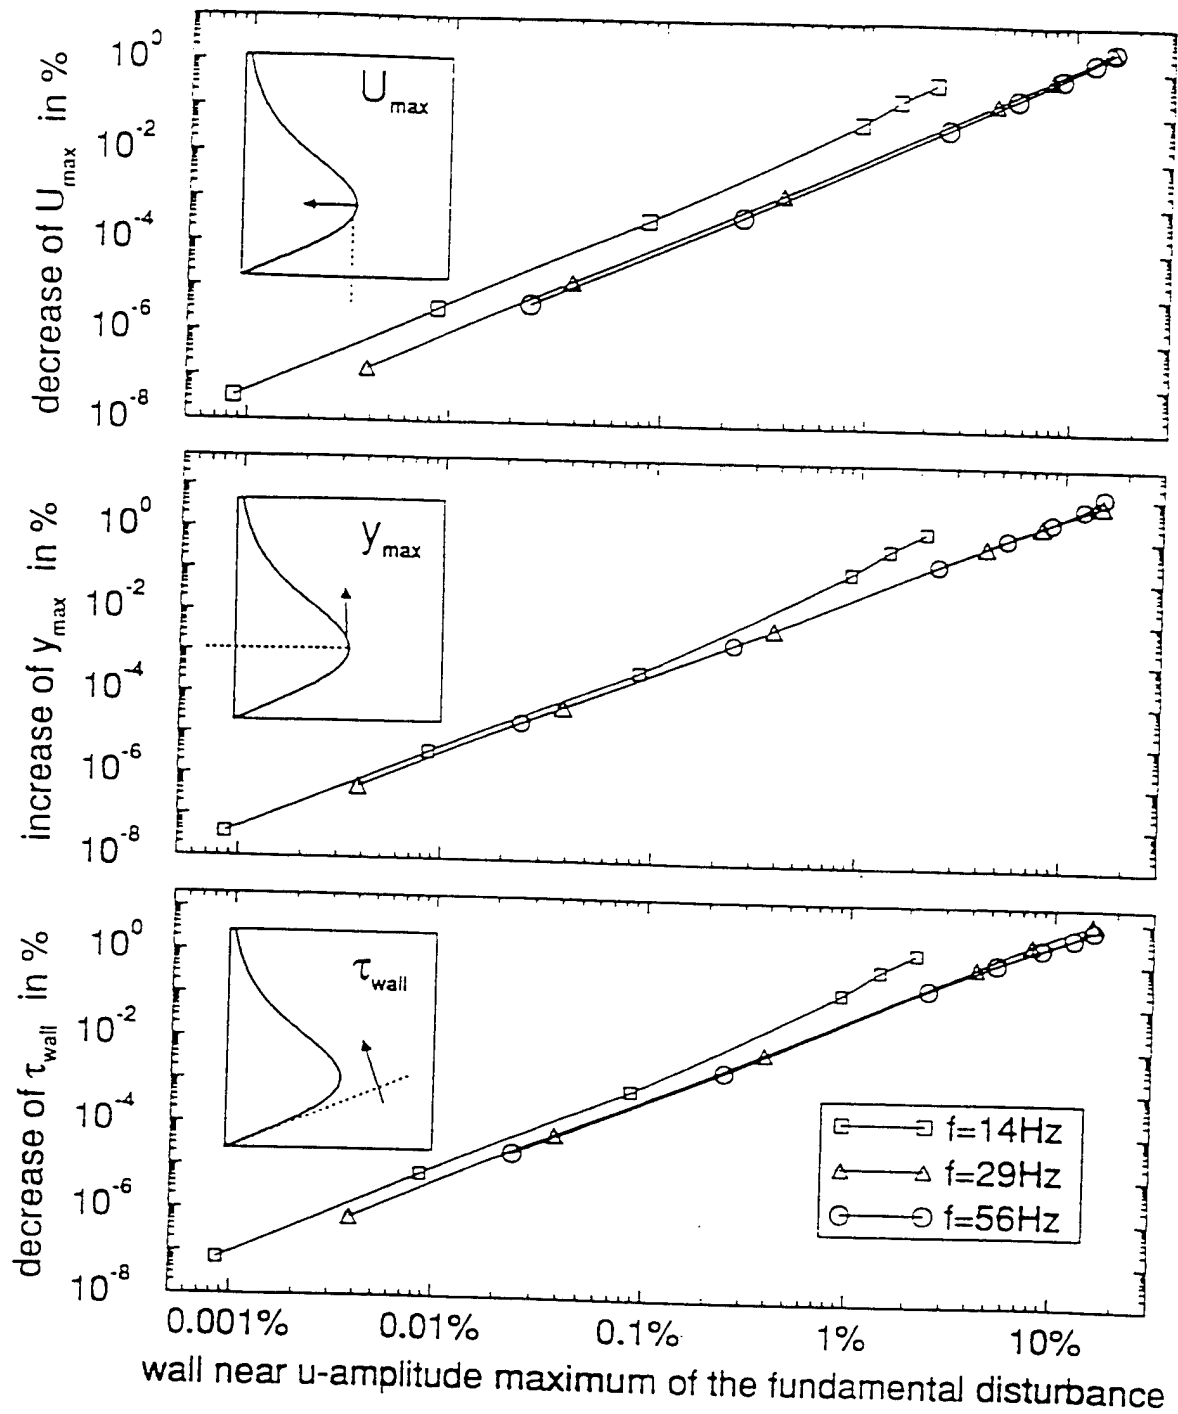 decrease of U_max in %
10^0
10^-2
10^-4
10^-6
10^-8
U_max
increase of y_max in %
10^0
10^-2
10^-4
10^-6
10^-8
y_max
decrease of τ_wall in %
10^0
10^-2
10^-4
10^-6
10^-8
τ_wall
f=14Hz
f=29Hz
f=56Hz
0.001% 0.01% 0.1% 1% 10%
wall near u-amplitude maximum of the fundamental disturbance